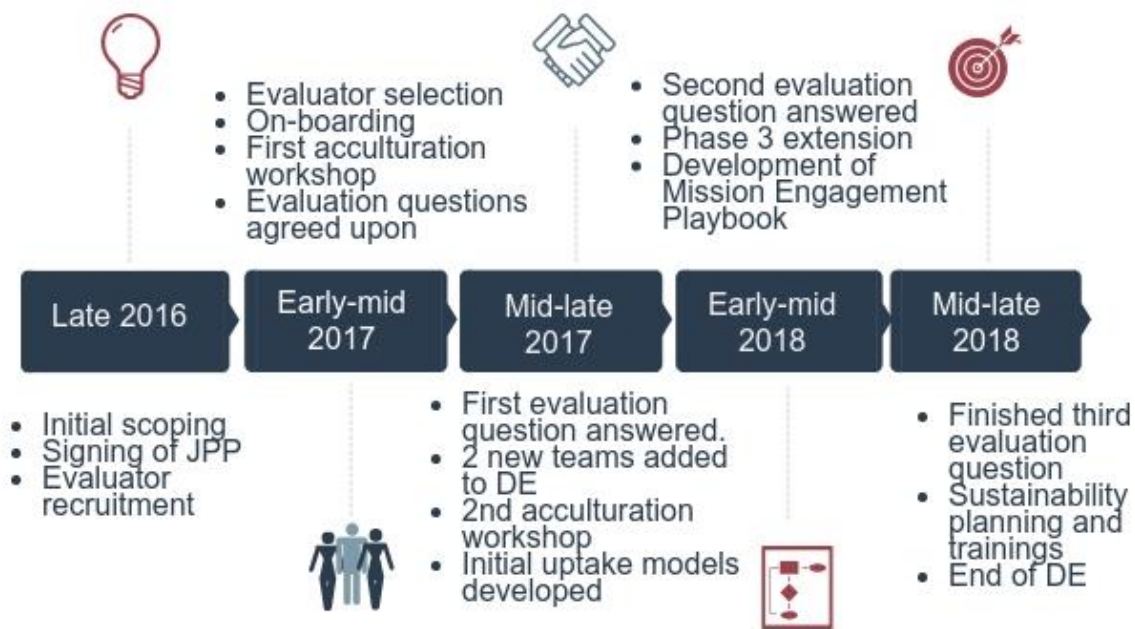 • Evaluator selection
• On-boarding
• First acculturation
workshop
• Evaluation questions
agreed upon
• Second evaluation
question answered
• Phase 3 extension
• Development of
Mission Engagement
Playbook
Late 2016
Early-mid
2017
Mid-late
2017
Early-mid
2018
Mid-late
2018
• Initial scoping
• Signing of JPP
• Evaluator
recruitment
• First evaluation
question answered.
• 2 new teams added
to DE
• 2nd acculturation
workshop
• Initial uptake models
developed
• Finished third
evaluation
question
• Sustainability
planning and
trainings
• End of DE